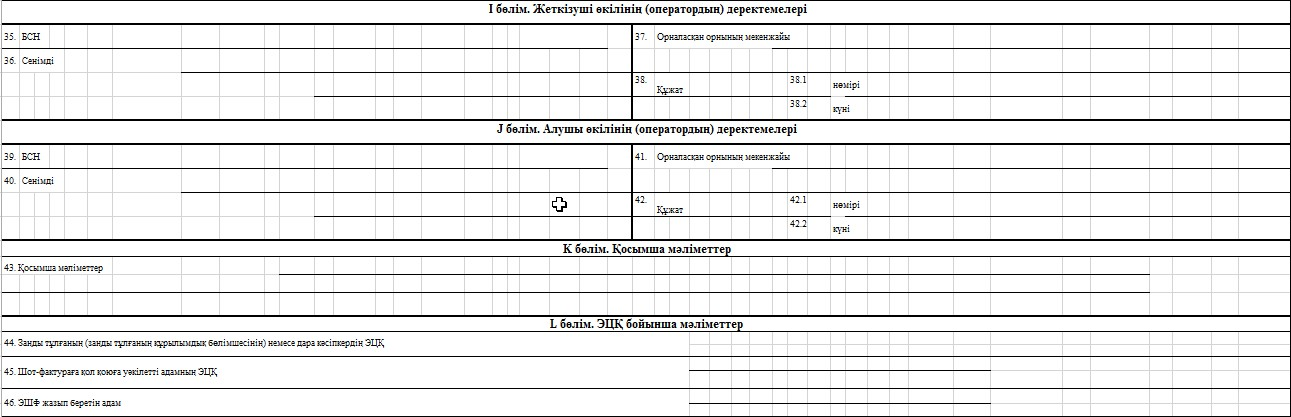 I бөлім. Жеткізуші өкілінің (оператордың) деректемелері
35. БСН
37. Орналасқан орнының мекенжайы
36. Сенімді
38. Құжат
38.1 нөмірі
38.2 күні
J бөлім. Алушы өкілінің (оператордың) деректемелері
39. БСН
41. Орналасқан орнының мекенжайы
40. Сенімді
42. Құжат
42.1 нөмірі
42.2 күні
К бөлім. Қосымша мәліметтер
43. Қосымша мәліметтер
L бөлім. ЭЦҚ бойынша мәліметтер
44. Заңды тұлғаның (заңды тұлғаның құрылымдық бөлімшесінің) немесе дара кәсіпкердің ЭЦҚ
45. Шот-фактураға қол қоюға уәкілетті адамның ЭЦҚ
46. ЭШФ жазып беретін адам